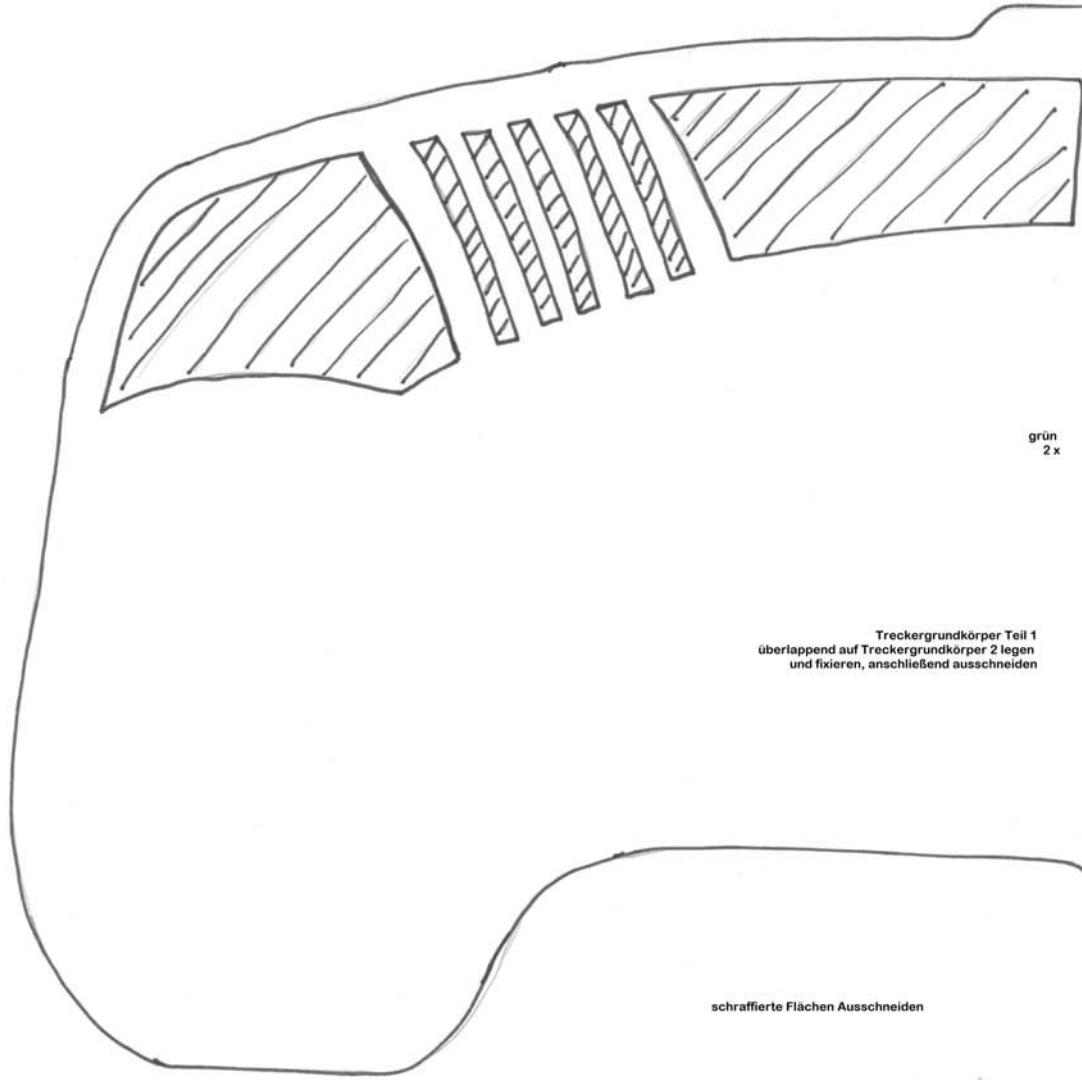 grün
2 x
Treckergrundkörper Teil 1
überlappend auf Treckergrundkörper 2 legen
und fixieren, anschließend ausschneiden
schraffierte Flächen Ausschneiden